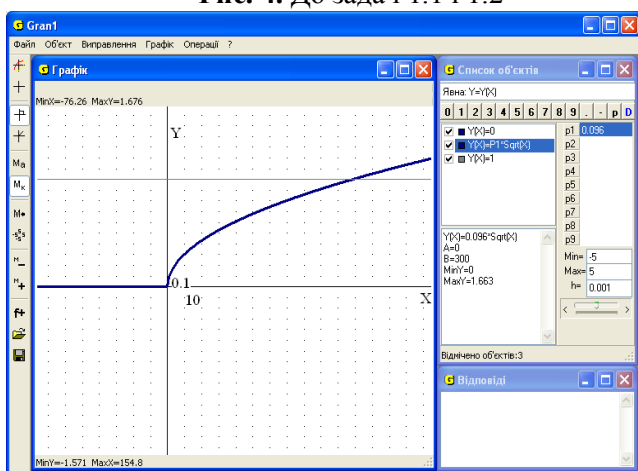 Рис. 4. До задачі 1.1 і 1.2
Gran1
Файл Об'єкт Виправлення Графік Операції ?
Графік
MinX=-76.26 MaxY=1.676
Y
0.1
10
X
MinY=-1.571 MaxX=154.8
Ma
Mк
M
M
M
f+
Список об'єктів
Явна: Y=Y(X)
0 1 2 3 4 5 6 7 8 9 . - p D
Y(X)=0
Y(X)=P1*Sqrt(X)
Y(X)=1
p1 0.096
p2
p3
p4
p5
p6
p7
p8
p9
Y(X)=0.096*Sqrt(X)
A=0
B=300
MinY=0
MaxY=1.663
Min= -5
Max= 5
h= 0.001
Відмічено об'єктів:3
Відповіді